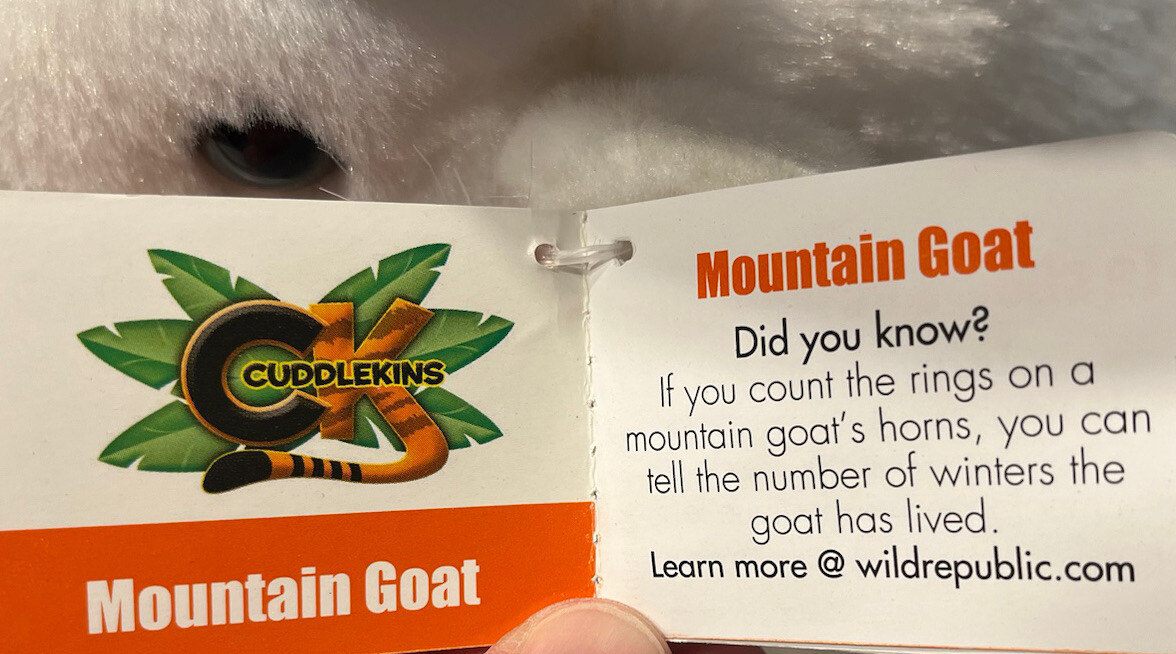 CK
CUDDLEKINS
Mountain Goat
Mountain Goat
Did you know?
If you count the rings on a
mountain goat's horns, you can
tell the number of winters the
goat has lived.
Learn more @ wildrepublic.com